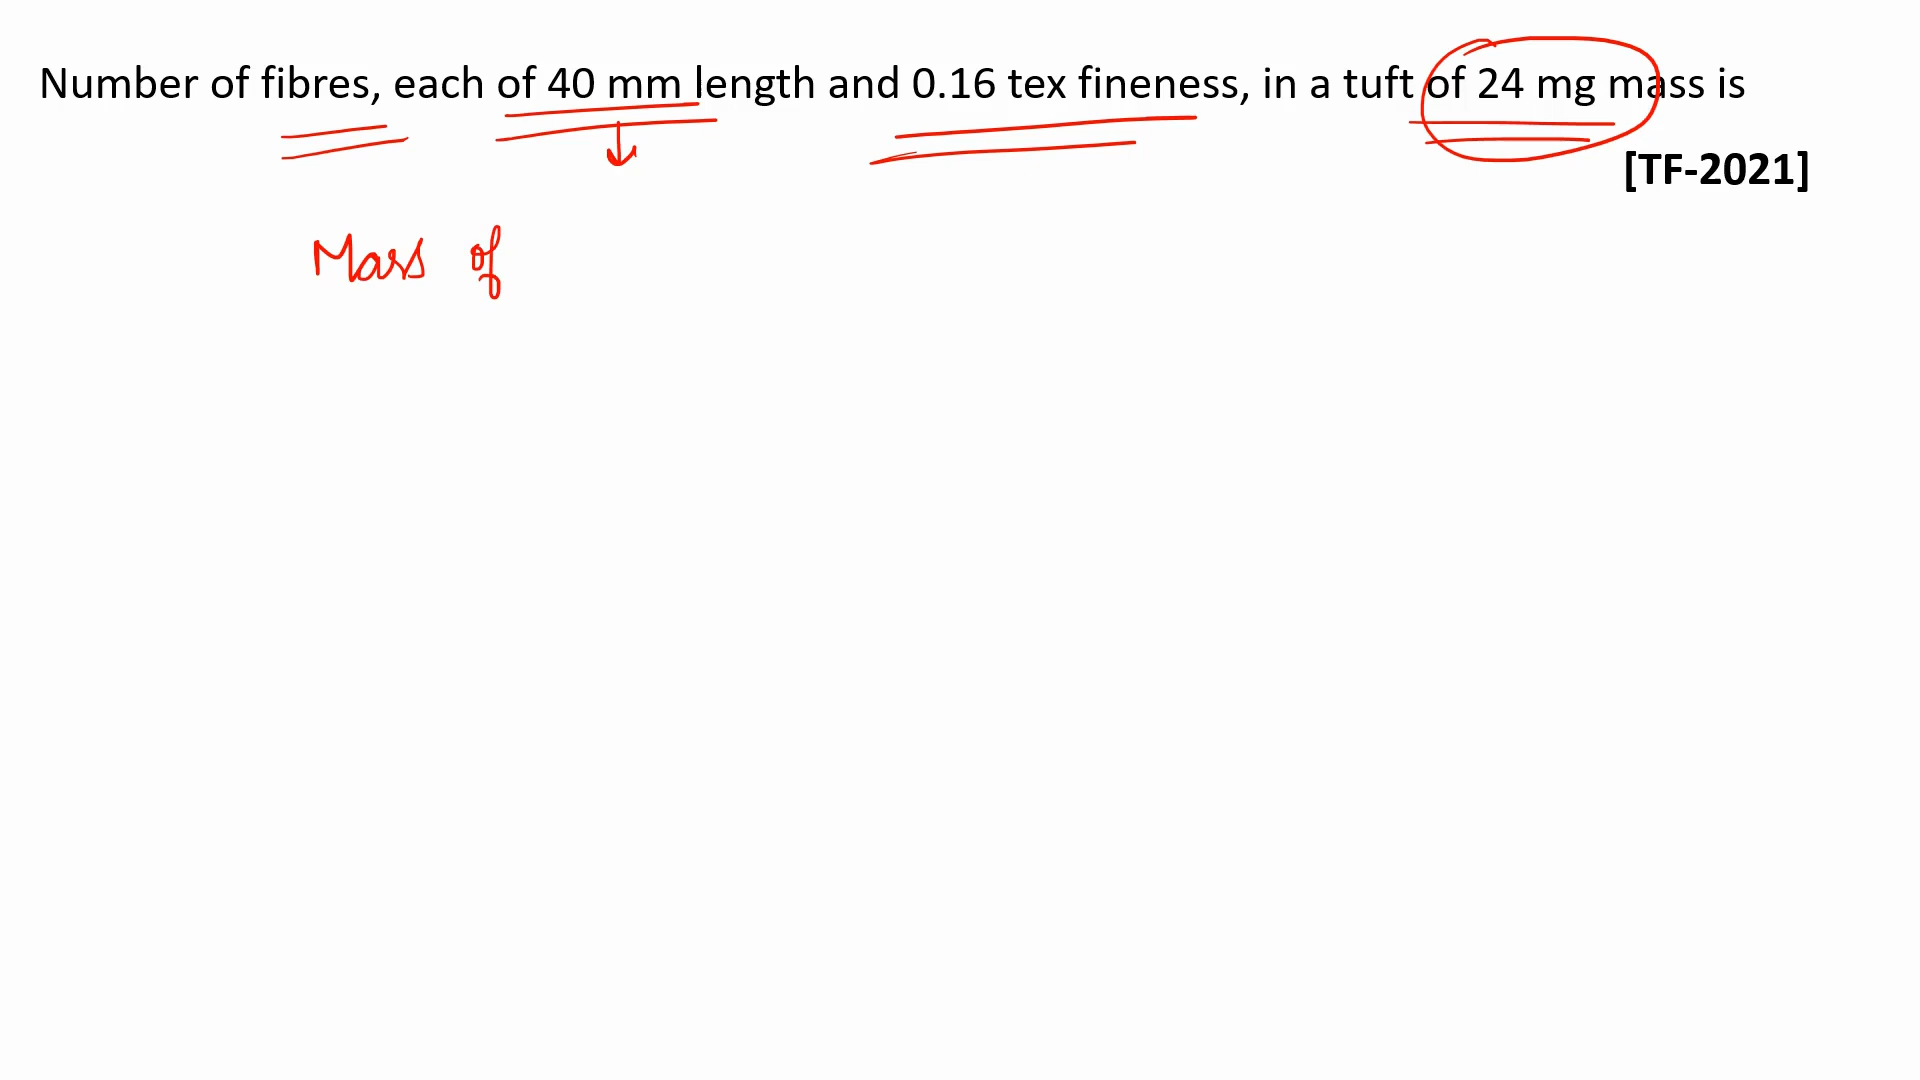 Number of fibres, each of 40 mm length and 0.16 tex fineness, in a tuft of 24 mg mass is
[TF-2021]
Mass of